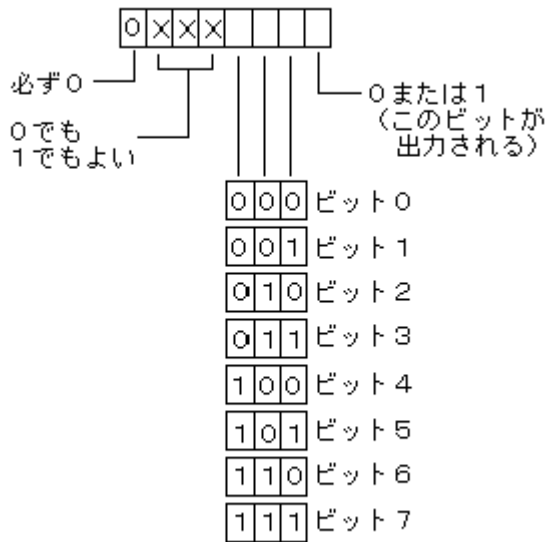 0×××
必ず0
0でも
1でもよい
0または1
（このビットが
出力される）
000ビット0
001ビット1
010ビット2
011ビット3
100ビット4
101ビット5
110ビット6
111ビット7